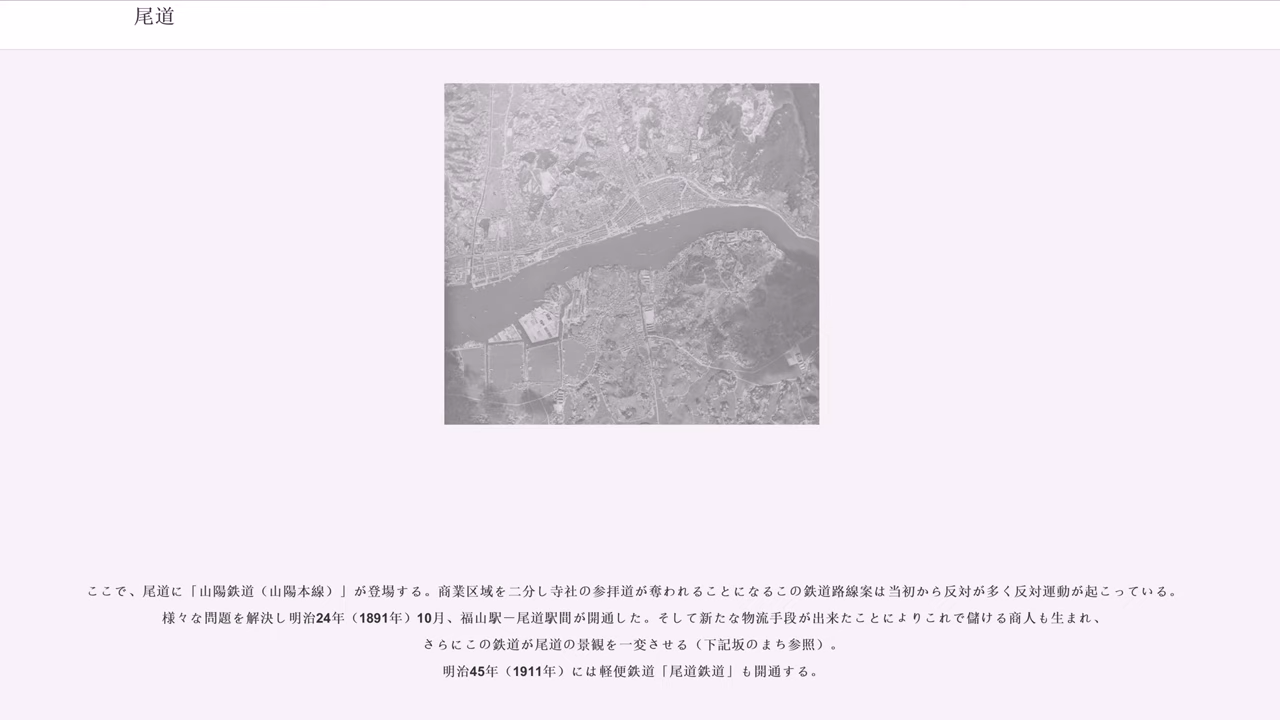 尾道
ここで、尾道に「山陽鉄道（山陽本線）」が登場する。商業区域を二分し寺社の参拝道が奪われることになるこの鉄道路線案は当初から反対が多く反対運動が起こっている。
様々な問題を解決し明治24年（1891年）10月、福山駅－尾道駅間が開通した。そして新たな物流手段が出来たことによりこれで儲ける商人も生まれ、
さらにこの鉄道が尾道の景観を一変させる（下記坂のまち参照）。
明治45年（1911年）には軽便鉄道「尾道鉄道」も開通する。